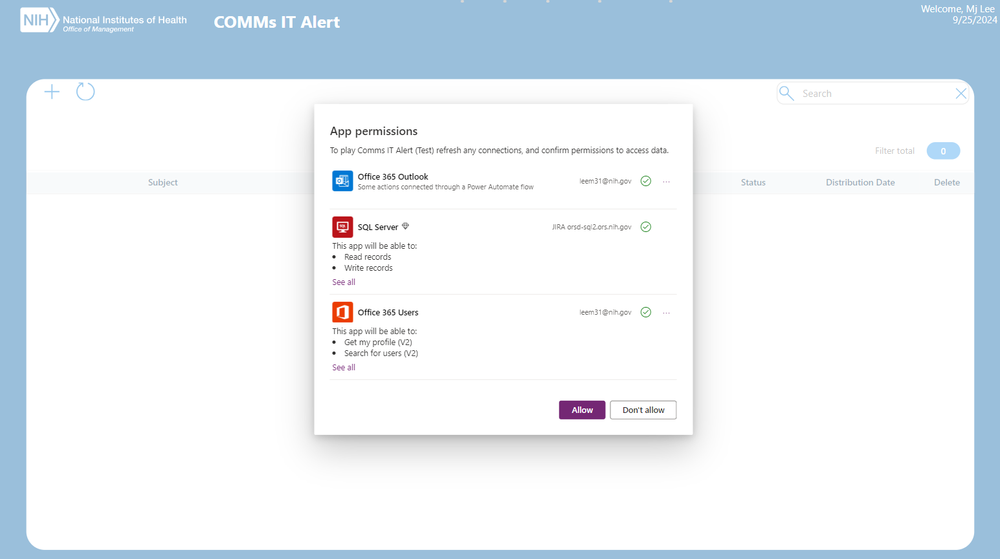 NIH
National Institutes of Health
Office of Management
COMMs IT Alert
Welcome, Mj Lee
9/25/2024
Search
Filter total
0
Subject
Status
Distribution Date
Delete
App permissions
To play Comms IT Alert (Test) refresh any connections, and confirm permissions to access data.
Office 365 Outlook
Some actions connected through a Power Automate flow
leem31@nih.gov
...
SQL
SQL Server
JIRA orsd-sql2.ors.nih.gov
This app will be able to:
• Read records
• Write records
See all
Office 365 Users
leem31@nih.gov
...
This app will be able to:
• Get my profile (V2)
• Search for users (V2)
See all
Allow
Don't allow